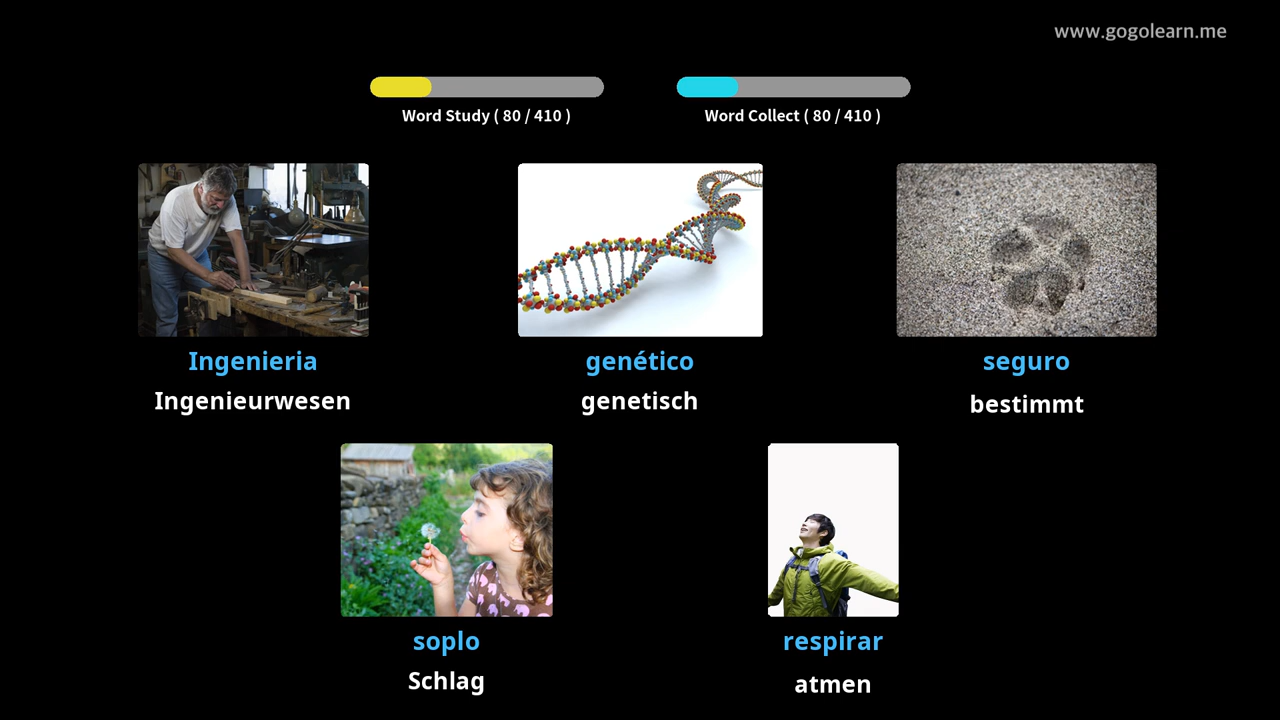 www.gogolearn.me
Word Study ( 80 / 410 )
Word Collect ( 80 / 410 )
Ingenieria
genético
seguro
Ingenieurwesen
genetisch
bestimmt
soplo
respirar
Schlag
atmen